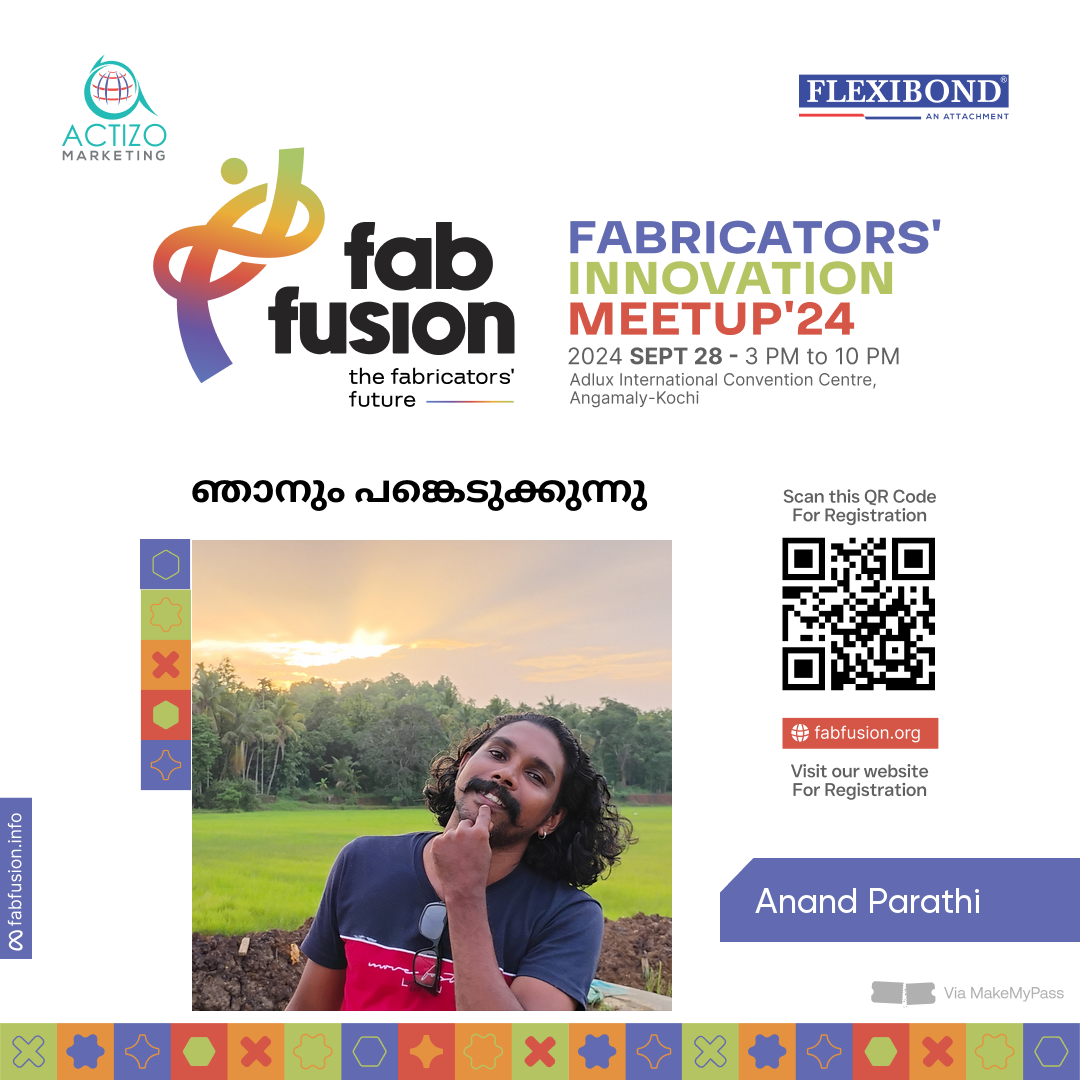 ACTIZO
MARKETING
FLEXIBOND®
AN ATTACHMENT
fab
fusion
the fabricators'
future
FABRICATORS'
INNOVATION
MEETUP'24
2024 SEPT 28 - 3 PM to 10 PM
Adlux International Convention Centre,
Angamaly-Kochi
ഞാനും പങ്കെടുക്കുന്നു
Scan this QR Code
For Registration
fabfusion.org
Visit our website
For Registration
fabfusion.info
Anand Parathi
Via MakeMyPass